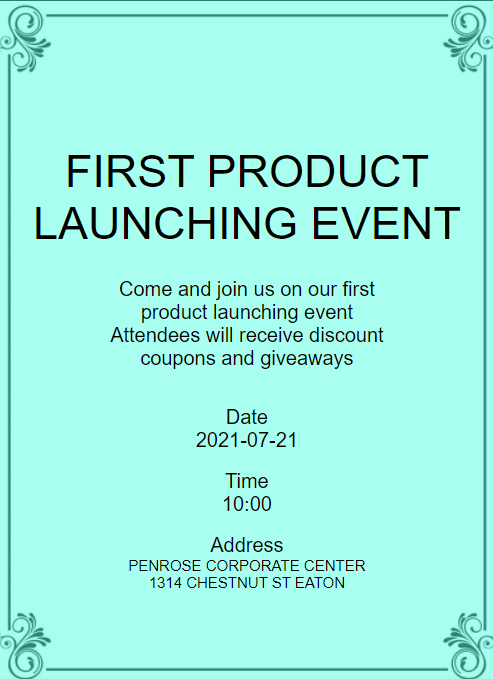 FIRST PRODUCT
LAUNCHING EVENT
Come and join us on our first
product launching event
Attendees will receive discount
coupons and giveaways
Date
2021-07-21
Time
10:00
Address
PENROSE CORPORATE CENTER
1314 CHESTNUT ST EATON